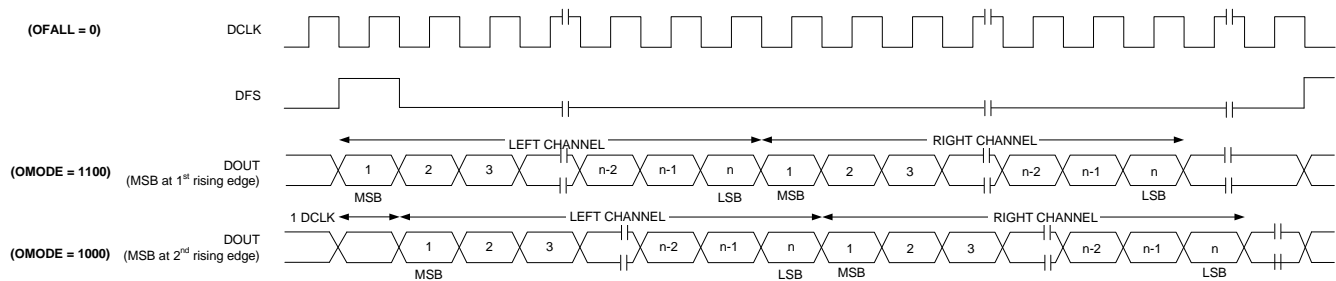 (OFALL = 0) DCLK
DFS
LEFT CHANNEL RIGHT CHANNEL
(OMODE = 1100) DOUT
(MSB at 1st rising edge)
1 2 3 n-2 n-1 n 1 2 3 n-2 n-1 n
MSB LSB MSB LSB
1 DCLK LEFT CHANNEL RIGHT CHANNEL
(OMODE = 1000) DOUT
(MSB at 2nd rising edge)
1 2 3 n-2 n-1 n 1 2 3 n-2 n-1 n
MSB LSB MSB LSB